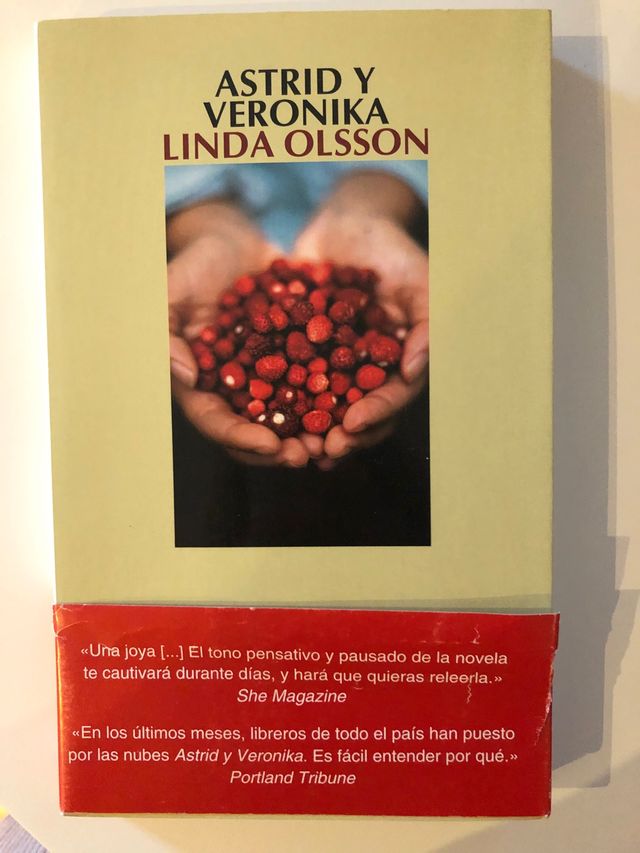 ASTRID Y
VERONIKA
LINDA OLSSON
«Una joya [...] El tono pensativo y pausado de la novela
te cautivará durante días, y hará que quieras releerla.»
She Magazine
«En los últimos meses, libreros de todo el país han puesto
por las nubes Astrid y Veronika. Es fácil entender por qué.»
Portland Tribune